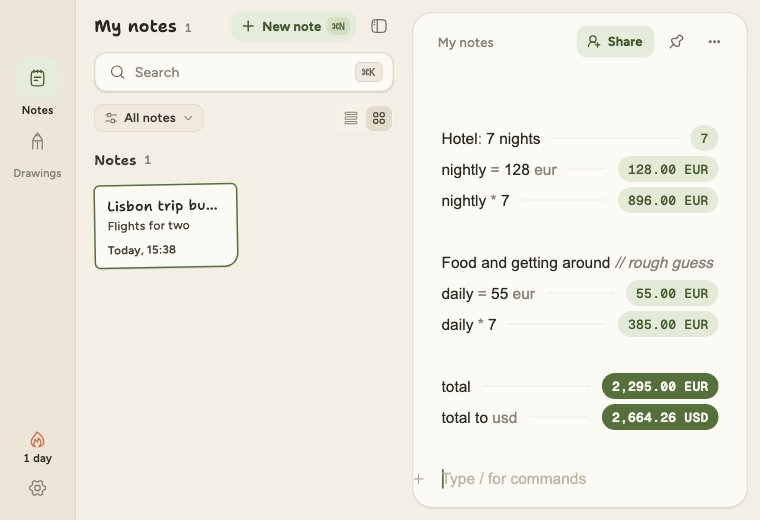 My notes 1
New note ⌘N
Search ⌘K
All notes
Notes
Drawings
Notes 1
Lisbon trip bu...
Flights for two
Today, 15:38
1 day
My notes
Share
Hotel: 7 nights 7
nightly = 128 eur 128.00 EUR
nightly * 7 896.00 EUR
Food and getting around // rough guess
daily = 55 eur 55.00 EUR
daily * 7 385.00 EUR
total 2,295.00 EUR
total to usd 2,664.26 USD
Type / for commands